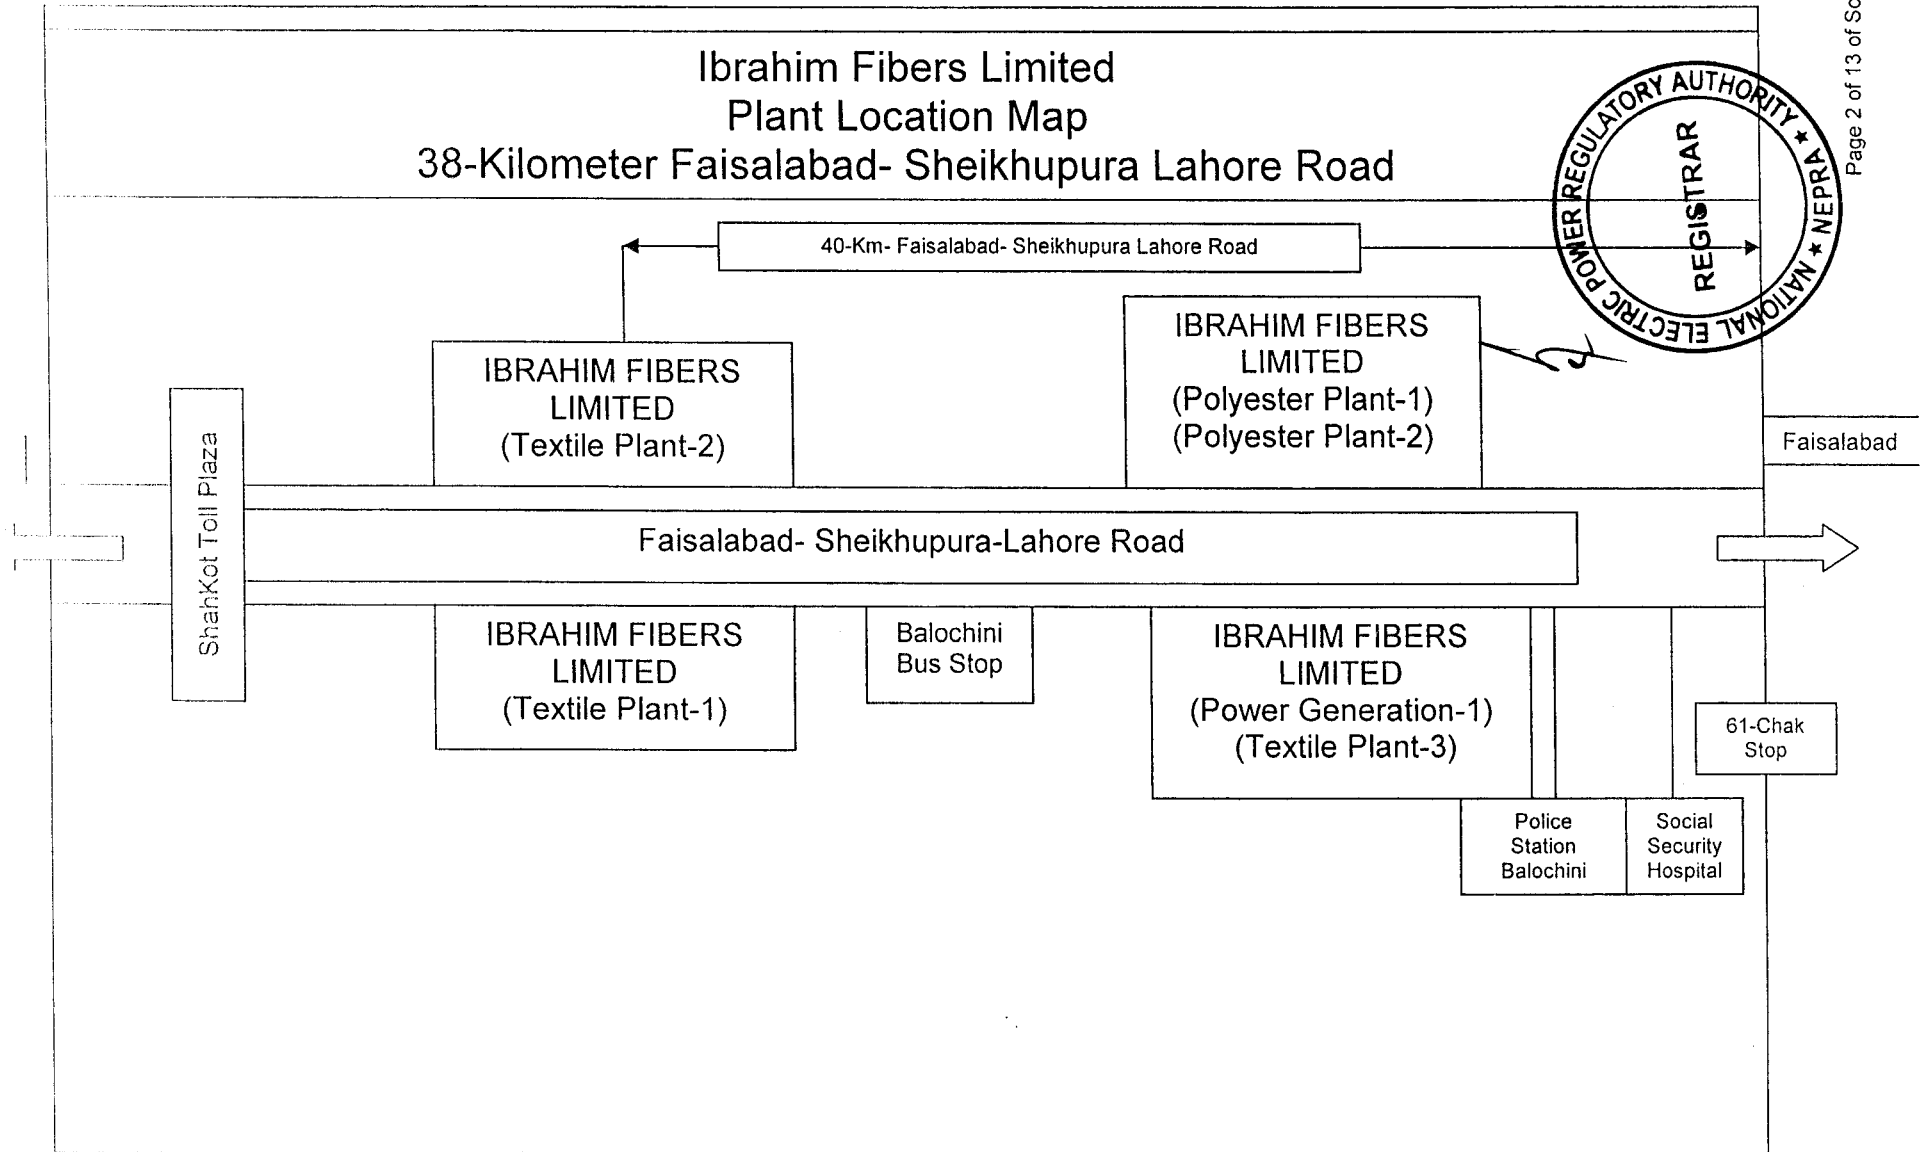 Ibrahim Fibers Limited
Plant Location Map
38-Kilometer Faisalabad- Sheikhupura Lahore Road
Page 2 of 13 of
NATIONAL ELECTRIC POWER REGULATORY AUTHORITY ★ NEPRA ★
REGISTRAR
40-Km- Faisalabad- Sheikhupura Lahore Road
IBRAHIM FIBERS
LIMITED
(Textile Plant-2)
IBRAHIM FIBERS
LIMITED
(Polyester Plant-1)
(Polyester Plant-2)
Faisalabad
ShahKot Toll Plaza
Faisalabad- Sheikhupura-Lahore Road
IBRAHIM FIBERS
LIMITED
(Textile Plant-1)
Balochini
Bus Stop
IBRAHIM FIBERS
LIMITED
(Power Generation-1)
(Textile Plant-3)
61-Chak
Stop
Police
Station
Balochini
Social
Security
Hospital